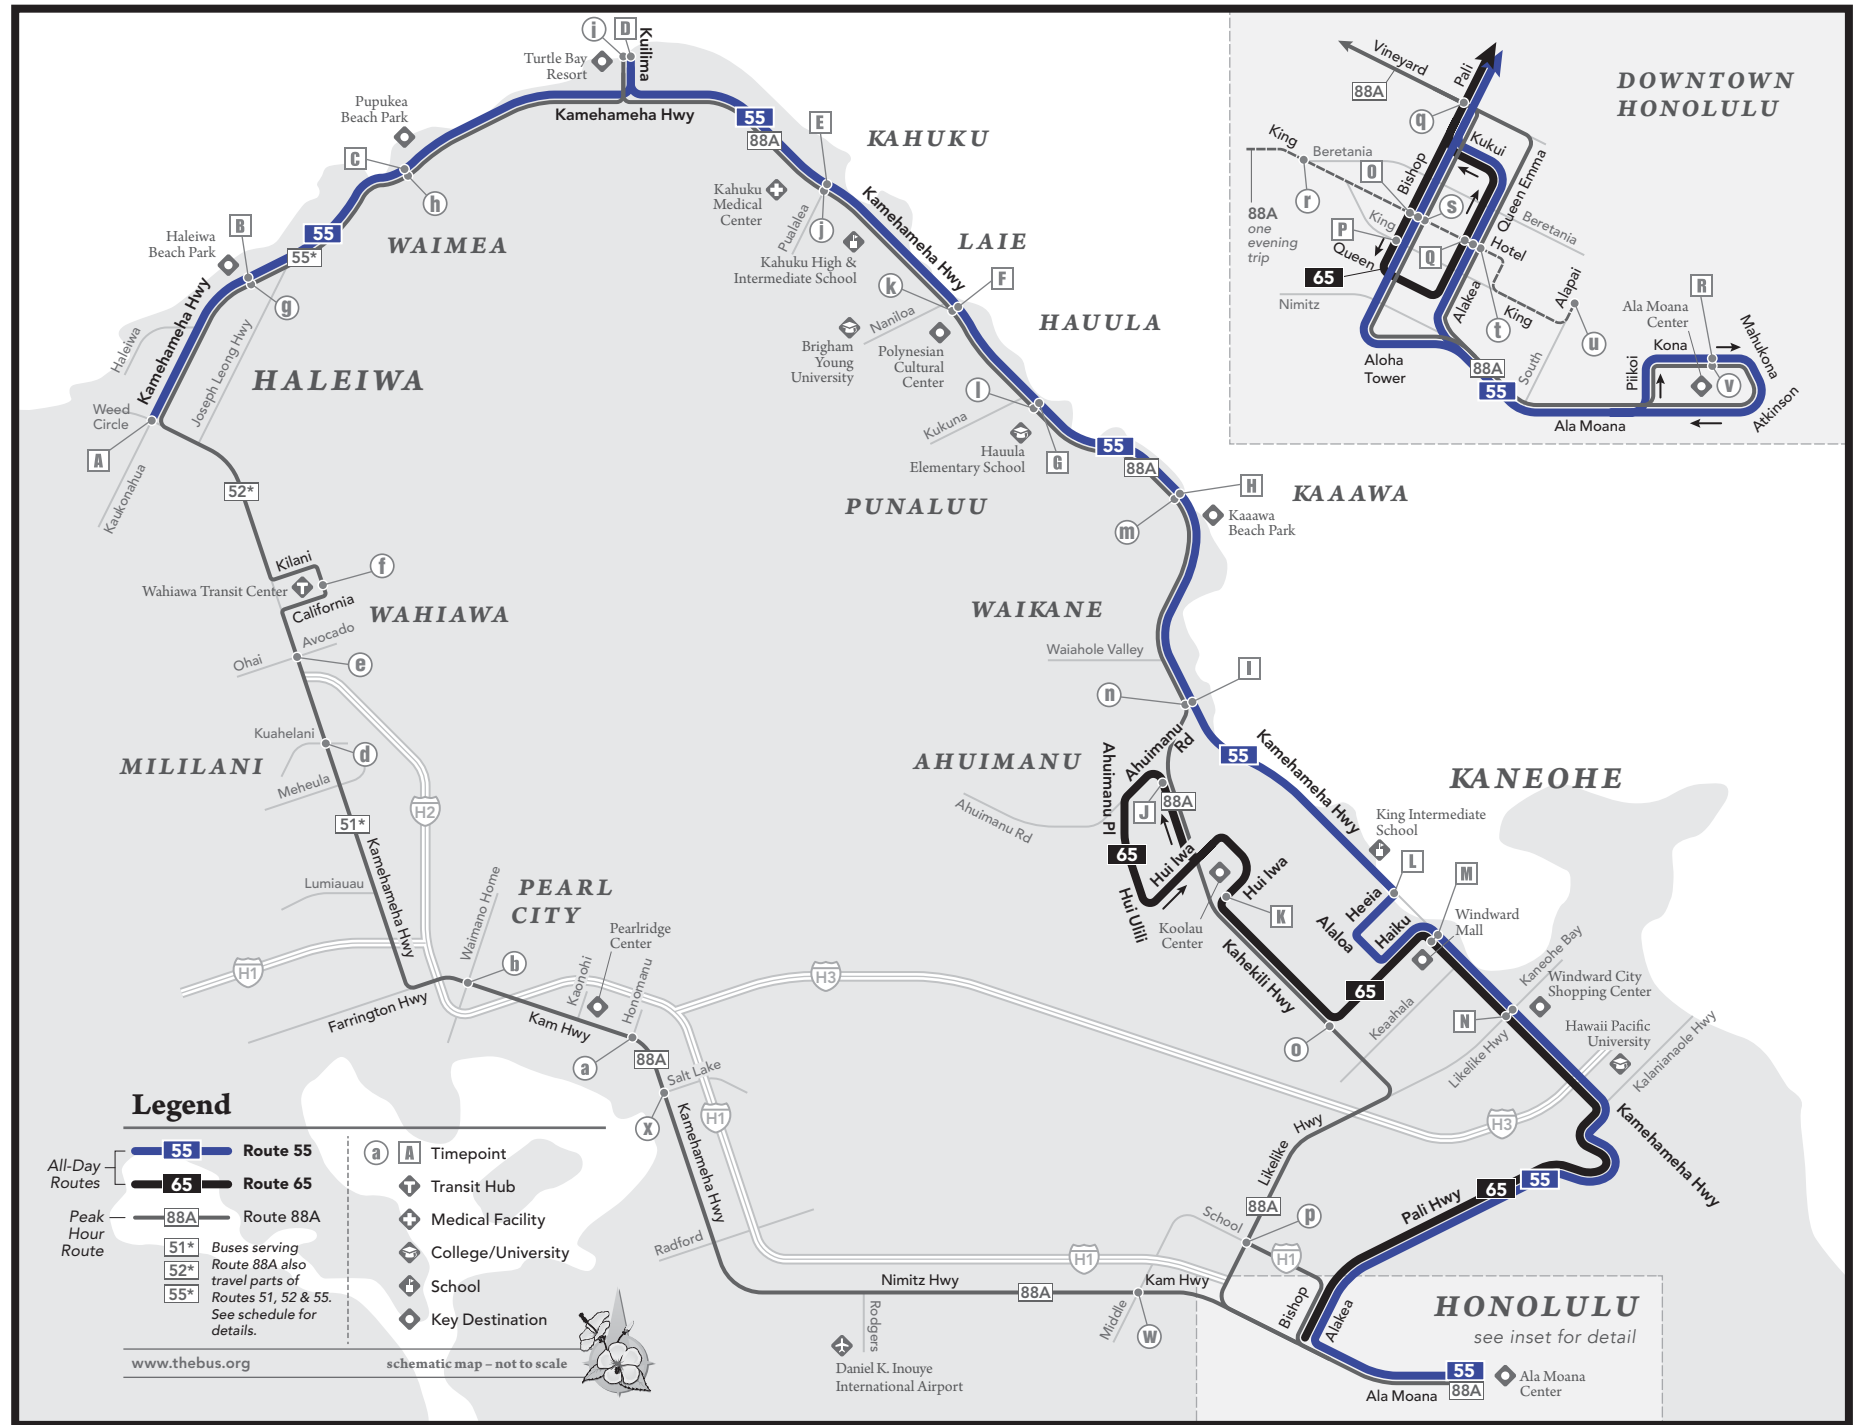 i
D
Kuilima
Turtle Bay
Resort
Kamehameha Hwy
55
88A
Pupukea
Beach Park
C
h
E
KAHUKU
Kahuku
Medical
Center
Pualalea
j
Kahuku High &
Intermediate School
Kamehameha Hwy
LAIE
B
Haleiwa
Beach Park
55
55*
WAIMEA
g
Kamehameha Hwy
Haleiwa
Joseph Leong Hwy
HALEIWA
Weed
Circle
A
Kaukonahua
52*
k
F
Naniloa
Brigham
Young
University
Polynesian
Cultural
Center
HAUULA
l
Kukuna
Hauula
Elementary School
G
55
88A
PUNALUU
H
KAAAWA
m
Kaaawa
Beach Park
Kilani
f
Wahiawa Transit Center
California
WAHIAWA
Avocado
Ohai
e
WAIKANE
Waiahole Valley
I
n
Kuahelani
d
MILILANI
Meheula
H2
51*
Kamehameha Hwy
Lumiauau
AHUIMANU
Ahuimanu
Rd
Ahuimanu Pl
Ahuimanu Rd
J
88A
65
Hui Iwa
Hui Ulili
Hui Iwa
K
Koolau
Center
Kahekili Hwy
55
Kamehameha Hwy
KANEOHE
King Intermediate
School
L
M
Heeia
Alaloa
Haiku
Windward
Mall
65
Kaneohe Bay
Windward City
Shopping Center
N
Keaahala
Likelike Hwy
Hawaii Pacific
University
Kalanianaole Hwy
o
H3
Kamehameha Hwy
PEARL
CITY
Waimano Home
Pearlridge
Center
b
Kaonohi
Honomanu
H1
H3
Farrington Hwy
Kam Hwy
a
88A
Salt Lake
x
H1
Kamehameha Hwy
Radford
Nimitz Hwy
88A
H1
Kam Hwy
Rodgers
Middle
w
Daniel K. Inouye
International Airport
Likelike
Hwy
88A
School
p
H1
Pali Hwy
65
55
Bishop
Alakea
HONOLULU
see inset for detail
55
88A
Ala Moana
Ala Moana
Center
DOWNTOWN
HONOLULU
Vineyard
88A
Pali
q
King
Beretania
Kukui
O
Bishop
r
s
Queen Emma
88A
one
evening
trip
P
King
Queen
Q
Beretania
Hotel
65
Nimitz
Alakea
King
Alapai
t
u
South
Aloha
Tower
88A
55
R
Ala Moana
Center
Kona
Mahukona
Piikoi
v
Atkinson
Ala Moana
Legend
All-Day
Routes
55
Route 55
65
Route 65
Peak
Hour
Route
88A
Route 88A
51*
52*
55*
Buses serving
Route 88A also
travel parts of
Routes 51, 52 & 55.
See schedule for
details.
a
A
Timepoint
Transit Hub
Medical Facility
College/University
School
Key Destination
www.thebus.org
schematic map – not to scale